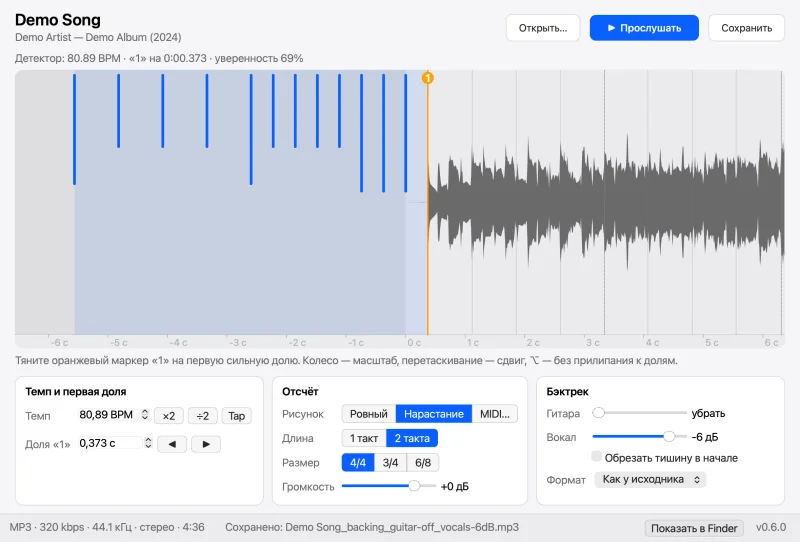 Demo Song
Demo Artist — Demo Album (2024)
Открыть...
Прослушать
Сохранить
Детектор: 80.89 BPM · «1» на 0:00.373 · уверенность 69%
1
-6 с -5 с -4 с -3 с -2 с -1 с 0 с 1 с 2 с 3 с 4 с 5 с 6 с
Тяните оранжевый маркер «1» на первую сильную долю. Колесо — масштаб, перетаскивание — сдвиг, ⌥ — без прилипания к долям.
Темп и первая доля
Темп 80,89 BPM ×2 ÷2 Tap
Доля «1» 0,373 с
Отсчёт
Рисунок Ровный Нарастание MIDI...
Длина 1 такт 2 такта
Размер 4/4 3/4 6/8
Громкость +0 дБ
Бэктрек
Гитара убрать
Вокал -6 дБ
Обрезать тишину в начале
Формат Как у исходника
MP3 · 320 kbps · 44.1 кГц · стерео · 4:36
Сохранено: Demo Song_backing_guitar-off_vocals-6dB.mp3
Показать в Finder
v0.6.0